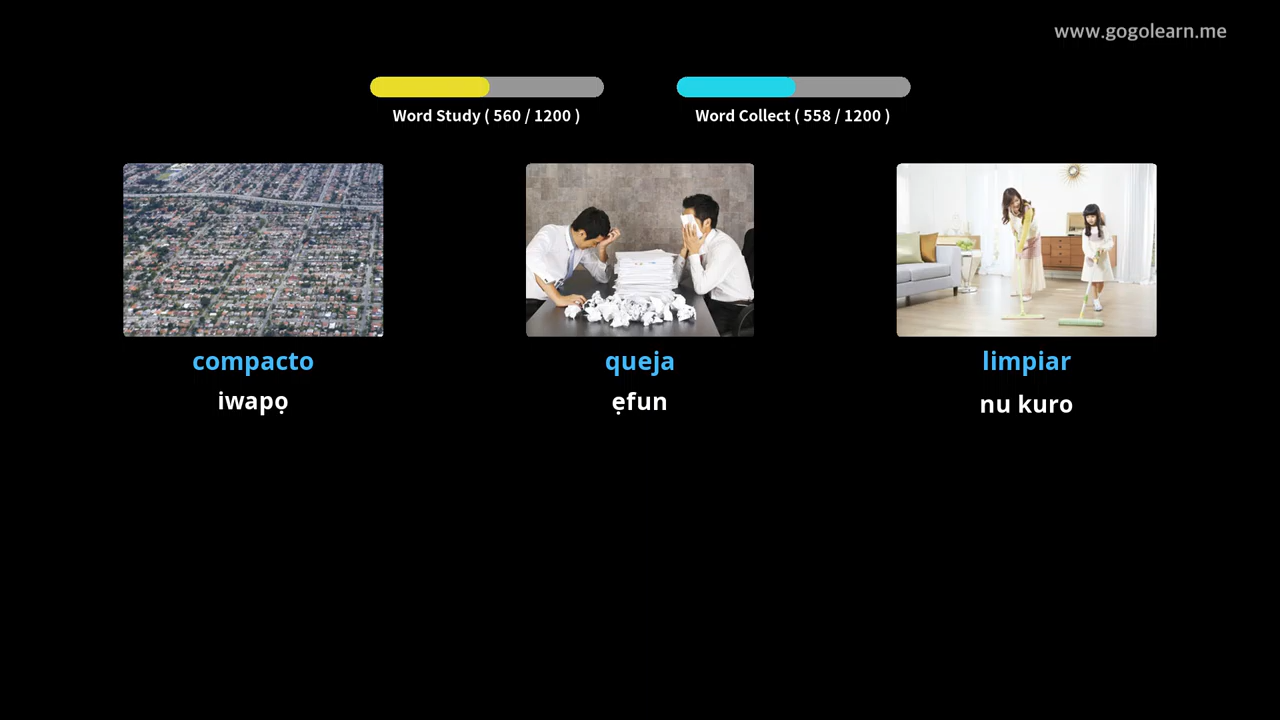 www.gogolearn.me
Word Study ( 560 / 1200 )
Word Collect ( 558 / 1200 )
compacto
iwapọ
queja
ẹfun
limpiar
nu kuro